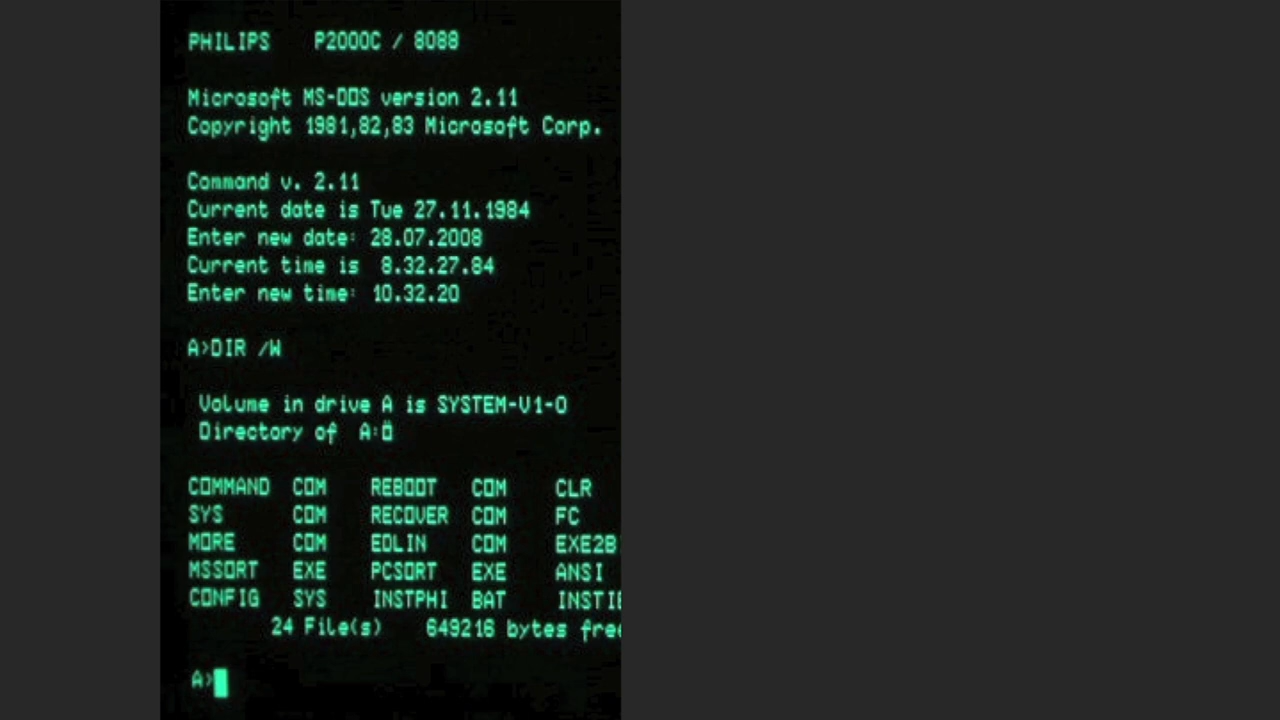 PHILIPS    P2000C / 8088
Microsoft MS-DOS version 2.11
Copyright 1981,82,83 Microsoft Corp.
Command v. 2.11
Current date is Tue 27.11.1984
Enter new date: 28.07.2008
Current time is  8.32.27.84
Enter new time: 10.32.20
A>DIR /W
Volume in drive A is SYSTEM-V1-0
Directory of  A:Ö
COMMAND  COM    REBOOT   COM    CLR
SYS      COM    RECOVER  COM    FC
MORE     COM    EDLIN    COM    EXE2B
MSSORT   EXE    PCSORT   EXE    ANSI
CONFIG   SYS    INSTPHI  BAT    INSTI
24 File(s)    649216 bytes free
A>